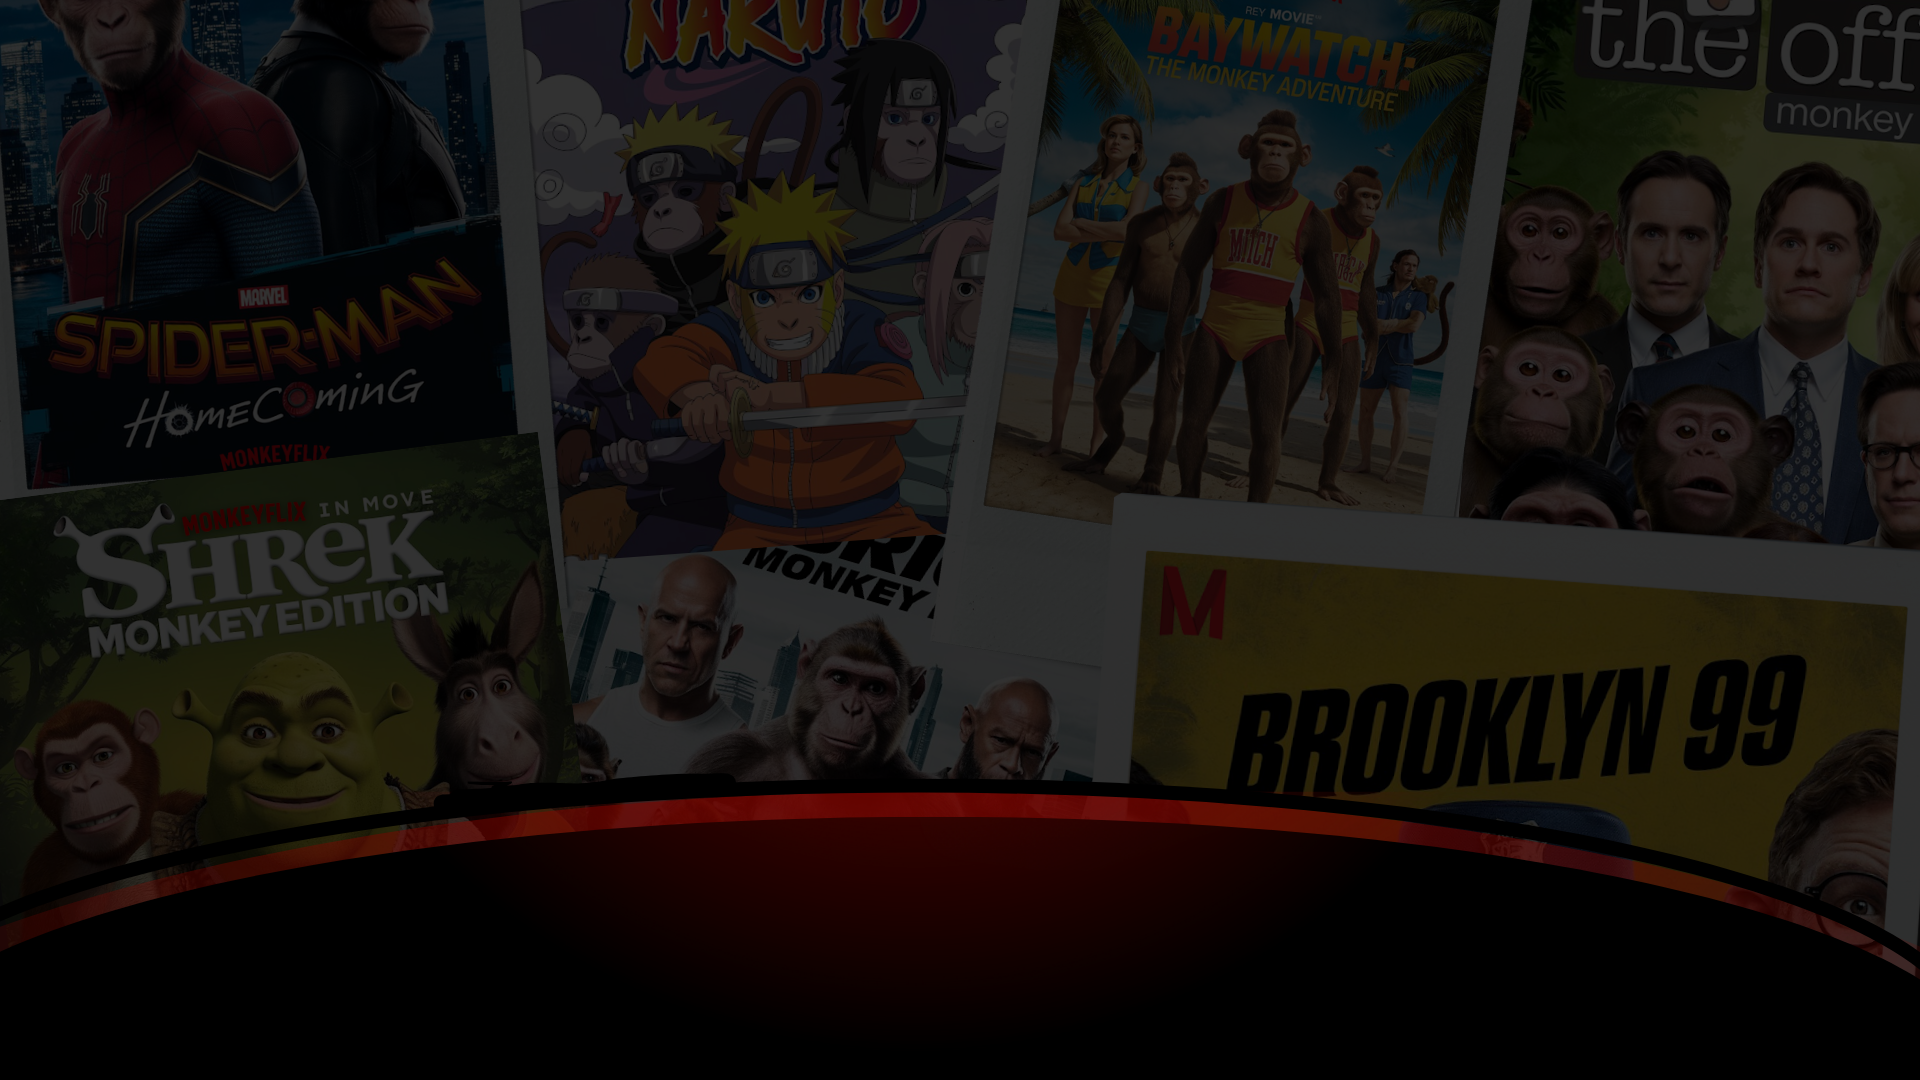 MARVEL
SPIDER-MAN
HOMECOMING
MONKEYFLIX
NARUTO
REY MOVIE™
BAYWATCH:
THE MONKEY ADVENTURE
MITCH
the off
monkey
MONKEYFLIX IN MOVE
SHREK
MONKEY EDITION
MONKEY
M
BROOKLYN 99